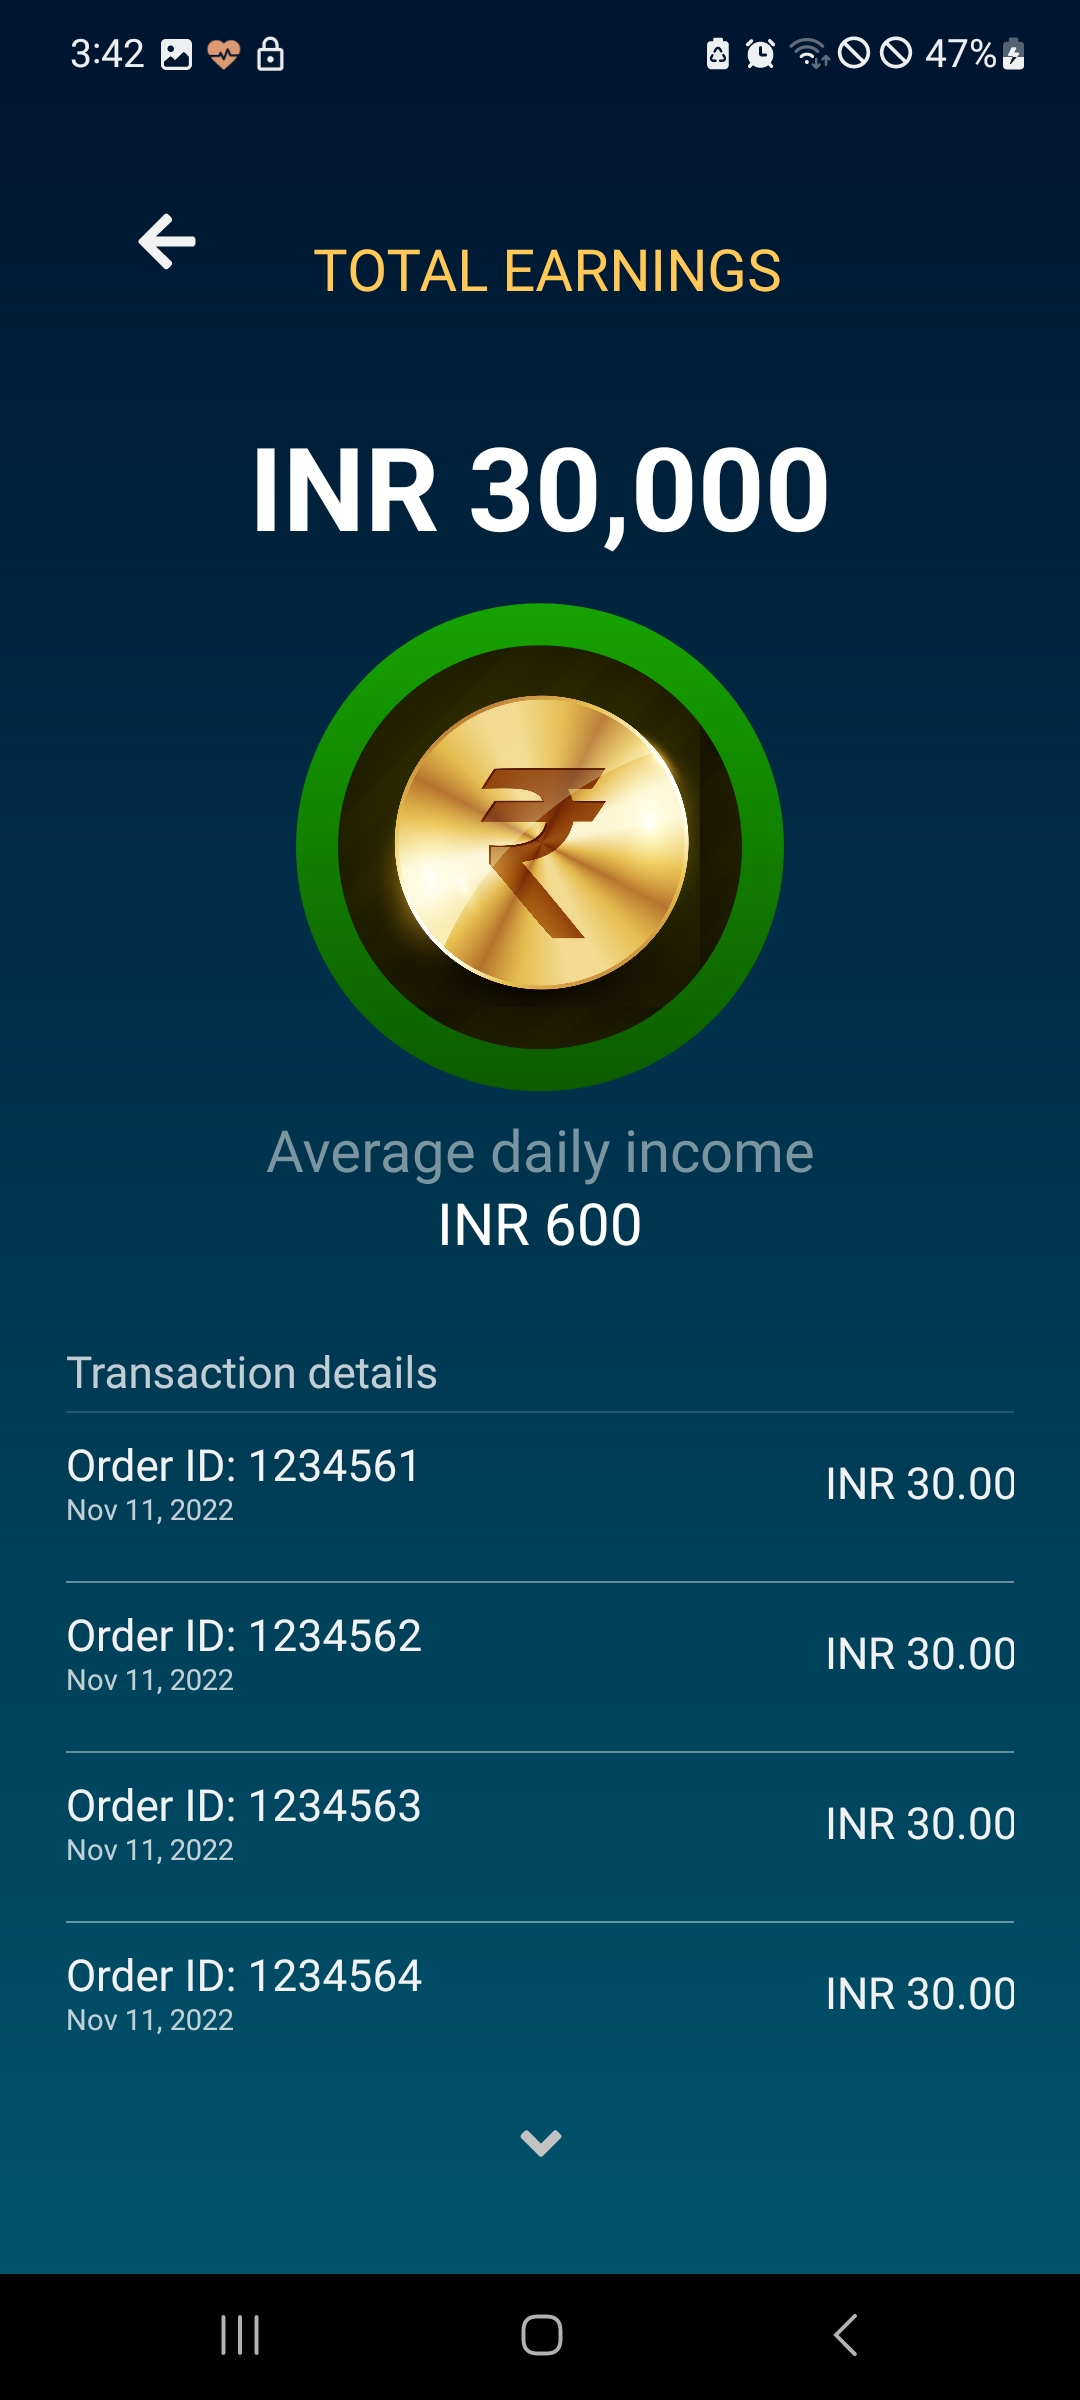 3:42
47%
TOTAL EARNINGS
INR 30,000
₹
Average daily income
INR 600
Transaction details
Order ID: 1234561
INR 30.00
Nov 11, 2022
Order ID: 1234562
INR 30.00
Nov 11, 2022
Order ID: 1234563
INR 30.00
Nov 11, 2022
Order ID: 1234564
INR 30.00
Nov 11, 2022